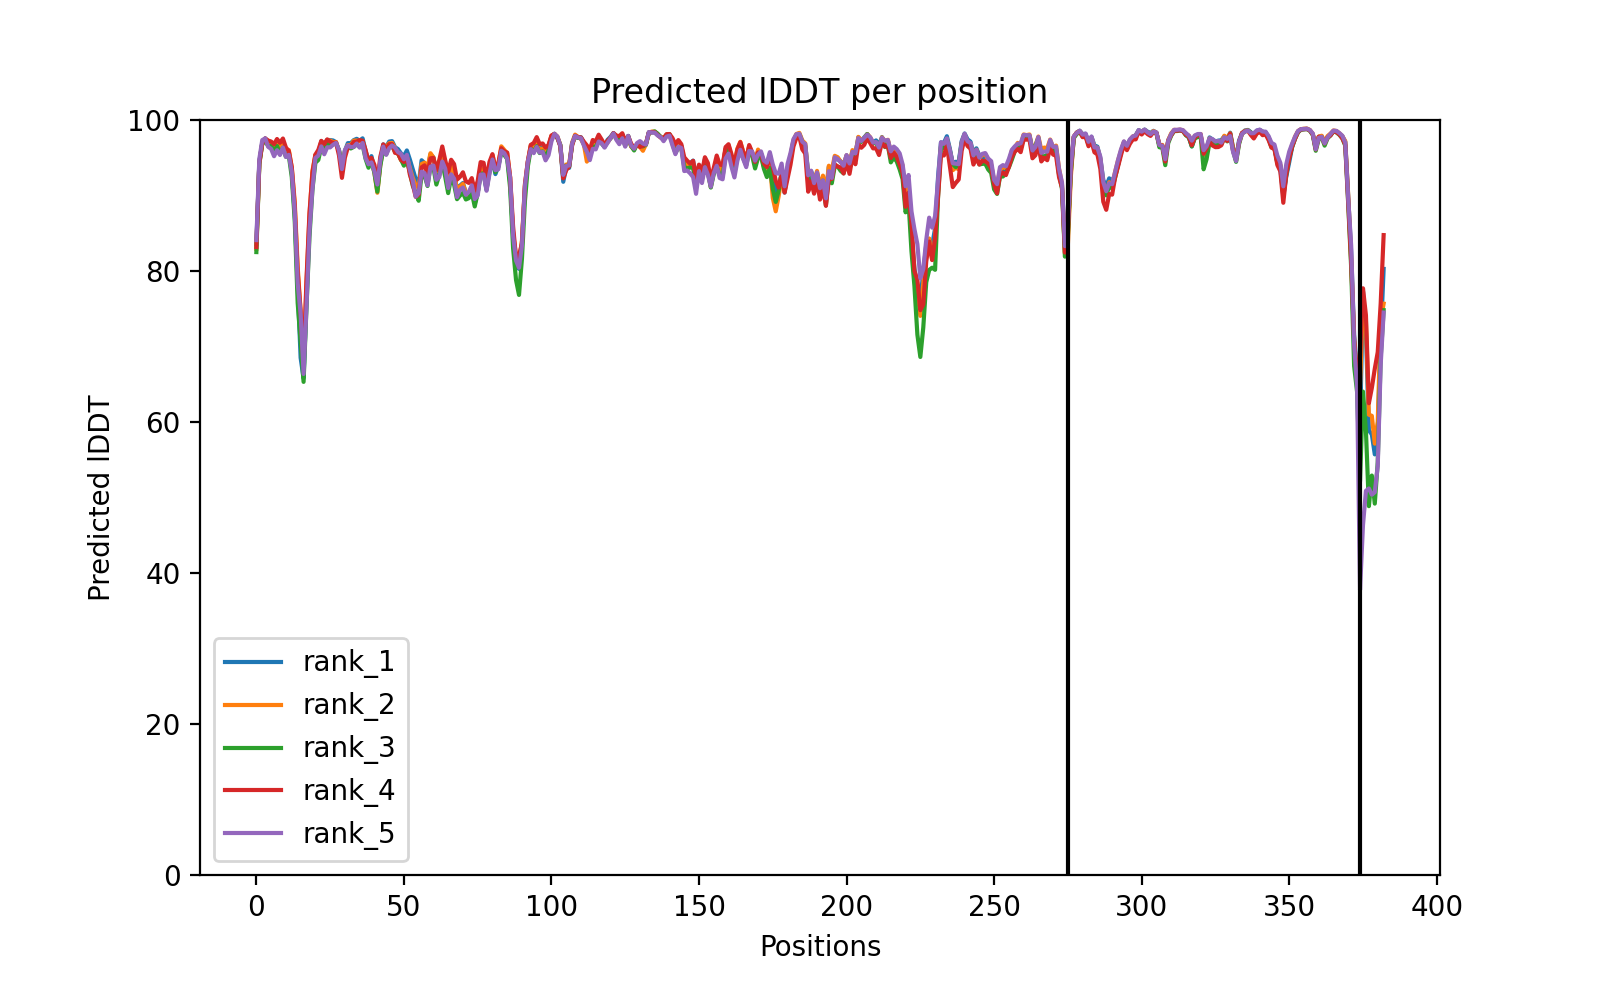 Predicted lDDT per position
100
80
60
40
20
0
Predicted lDDT
rank_1
rank_2
rank_3
rank_4
rank_5
0 50 100 150 200 250 300 350 400
Positions